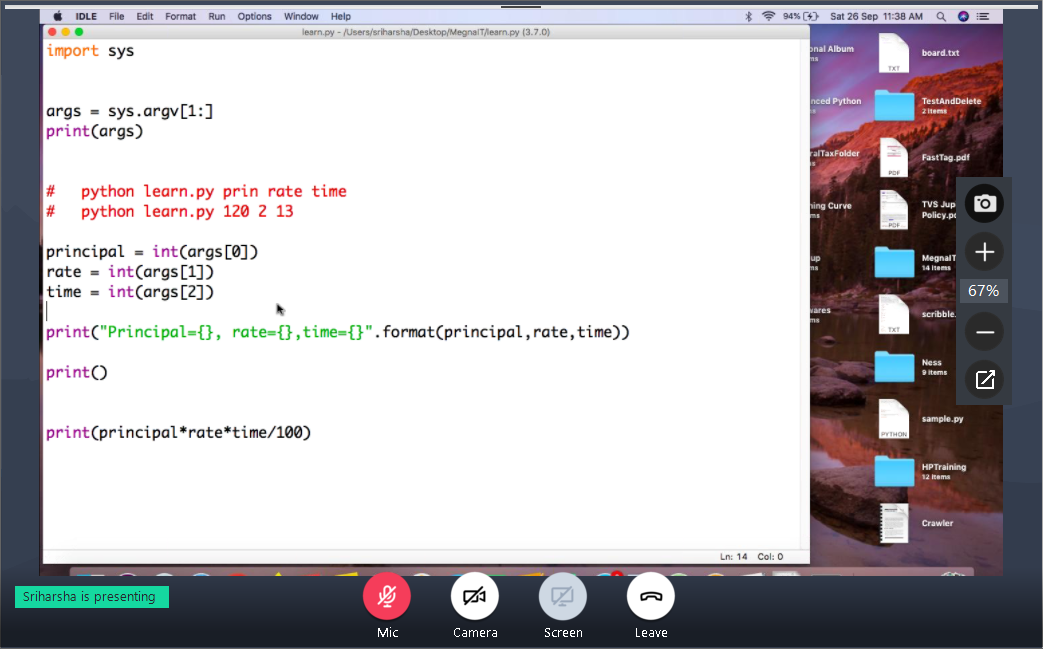 IDLE File Edit Format Run Options Window Help 94% Sat 26 Sep 11:38 AM
learn.py - /Users/sriharsha/Desktop/MegnaIT/learn.py (3.7.0)
import sys
args = sys.argv[1:]
print(args)
# python learn.py prin rate time
# python learn.py 120 2 13
principal = int(args[0])
rate = int(args[1])
time = int(args[2])
print("Principal={}, rate={},time={}".format(principal,rate,time))
print()
print(principal*rate*time/100)
Ln: 14 Col: 0
onal Album
ms
nced Python
ralTaxFolder
ning Curve
ms
up
ms
wares
ms
TXT
board.txt
TestAndDelete
2 items
PDF
FastTag.pdf
PDF
TVS Jup
Policy.pd
MegnaIT
14 items
TXT
scribble.
Ness
9 items
PYTHON
sample.py
HPTraining
12 items
Crawler
67%
Sriharsha is presenting
Mic
Camera
Screen
Leave